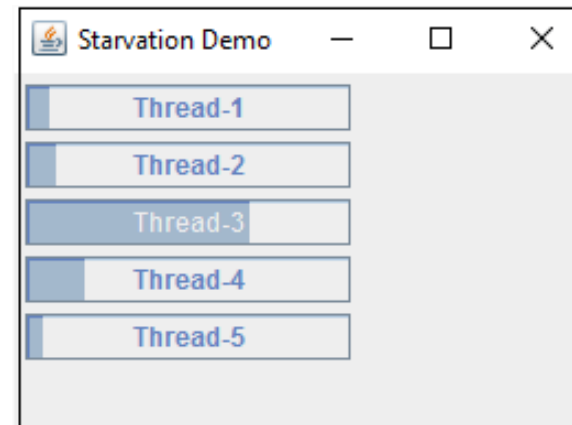 Starvation Demo
Thread-1
Thread-2
Thread-3
Thread-4
Thread-5